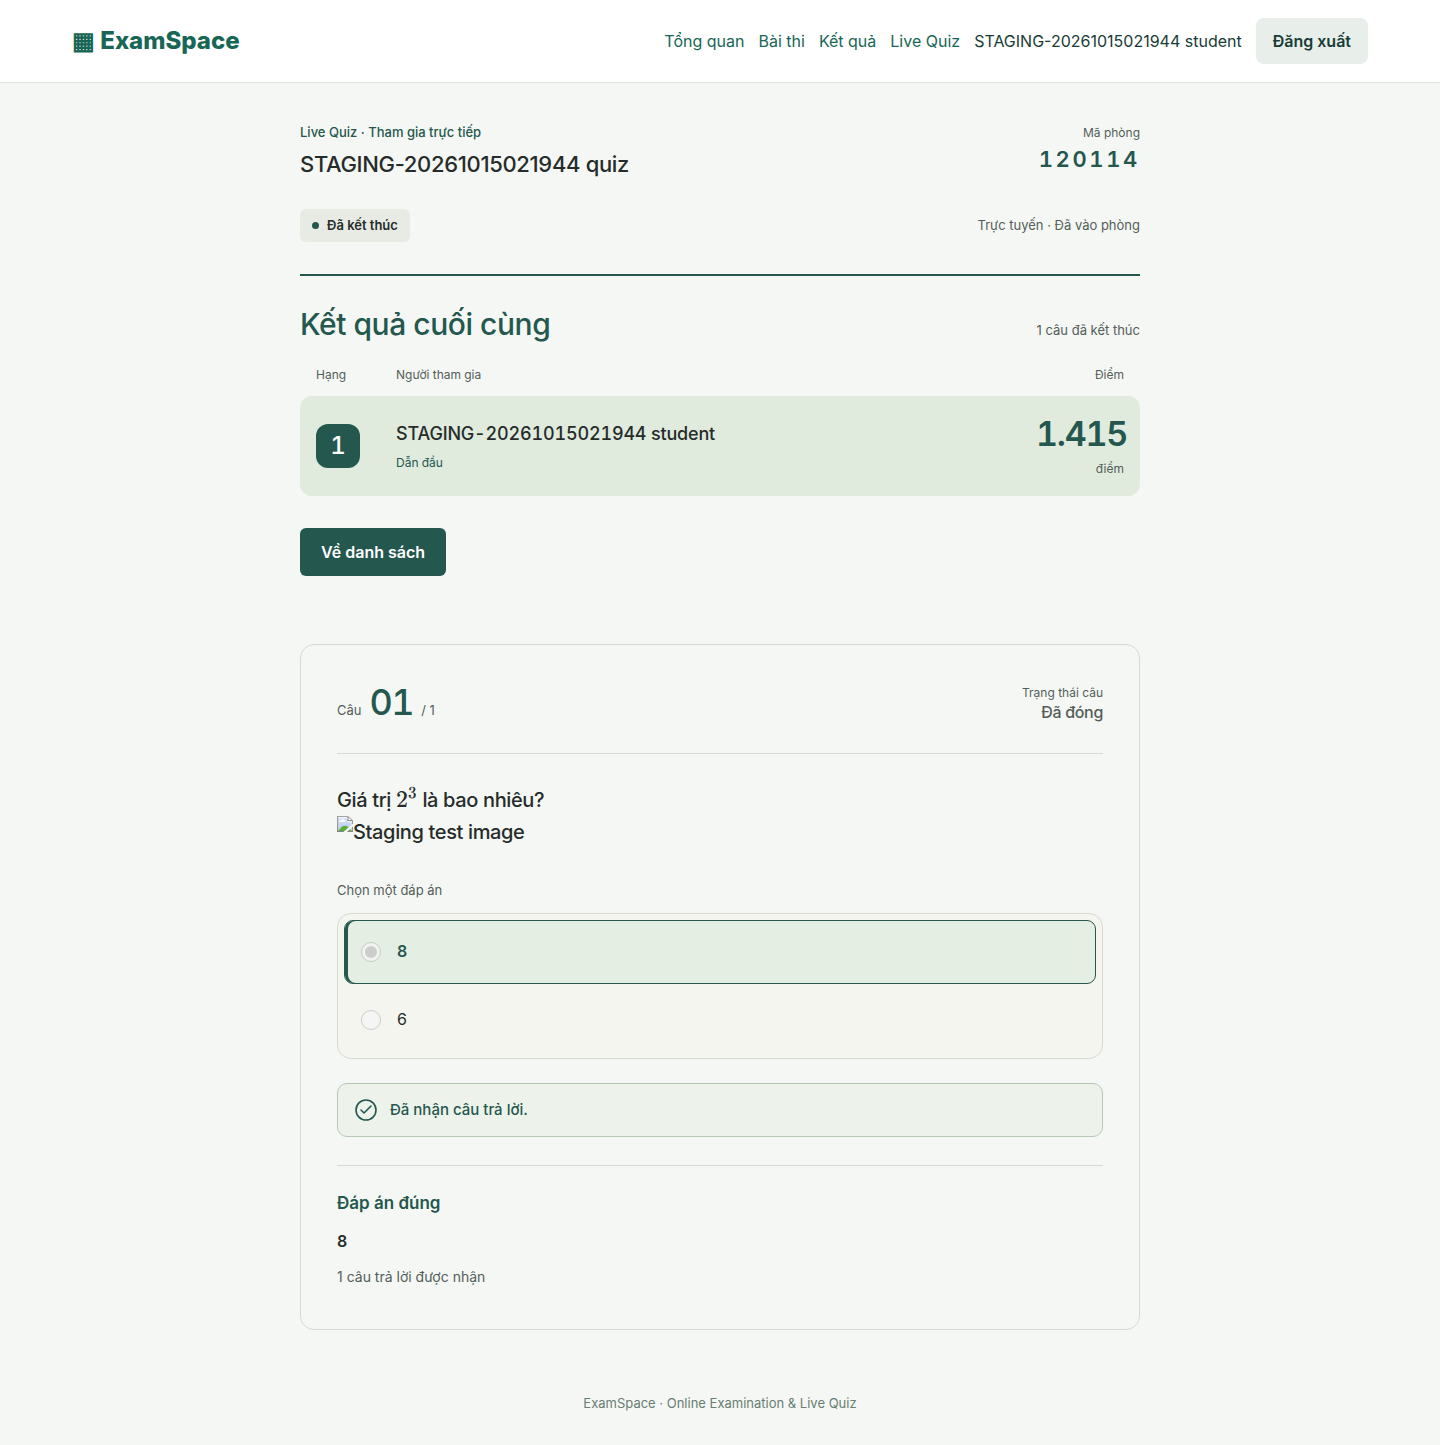 ExamSpace
Tổng quan Bài thi Kết quả Live Quiz STAGING-20261015021944 student Đăng xuất
Live Quiz · Tham gia trực tiếp
Mã phòng
STAGING-20261015021944 quiz
120114
Đã kết thúc
Trực tuyến · Đã vào phòng
Kết quả cuối cùng
1 câu đã kết thúc
Hạng Người tham gia Điểm
1 STAGING-20261015021944 student 1.415
Dẫn đầu điểm
Về danh sách
Câu 01 / 1
Trạng thái câu
Đã đóng
Giá trị 2³ là bao nhiêu?
Staging test image
Chọn một đáp án
8
6
Đã nhận câu trả lời.
Đáp án đúng
8
1 câu trả lời được nhận
ExamSpace · Online Examination & Live Quiz